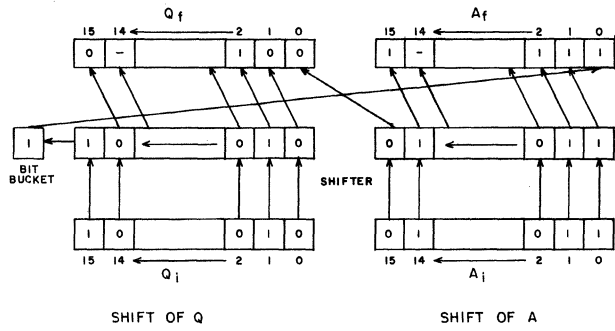 Qf Af
15 14 2 1 0 15 14 2 1 0
0 - 1 0 0 1 - 1 1 1
1 1 0 0 1 0 0 1 0 1 1
BIT
BUCKET
SHIFTER
1 0 0 1 0 0 1 0 1 1
15 14 2 1 0 15 14 2 1 0
Qi Ai
SHIFT OF Q SHIFT OF A